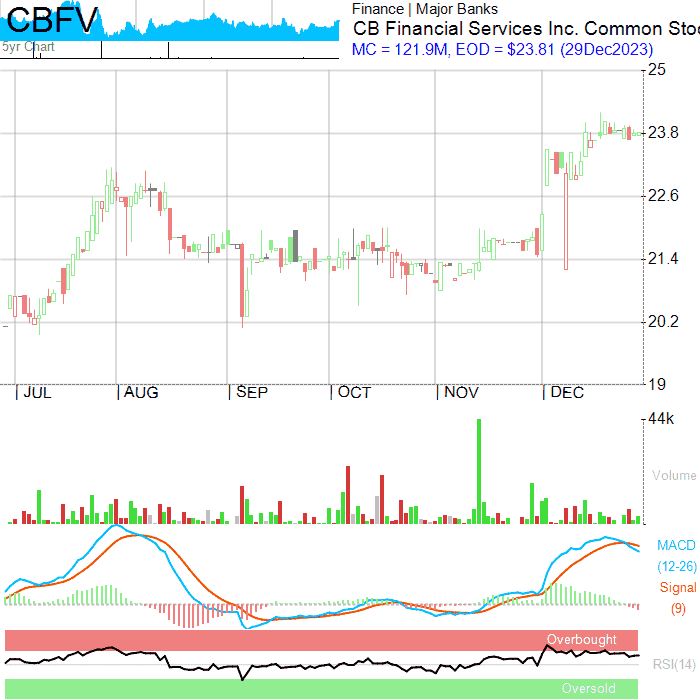 CBFV
5yr Chart
Finance | Major Banks
CB Financial Services Inc. Common Stoc
MC = 121.9M, EOD = $23.81 (29Dec2023)
25
23.8
22.6
21.4
20.2
19
JUL AUG SEP OCT NOV DEC
44k
Volume
MACD
(12-26)
Signal
(9)
Overbought
RSI(14)
Oversold